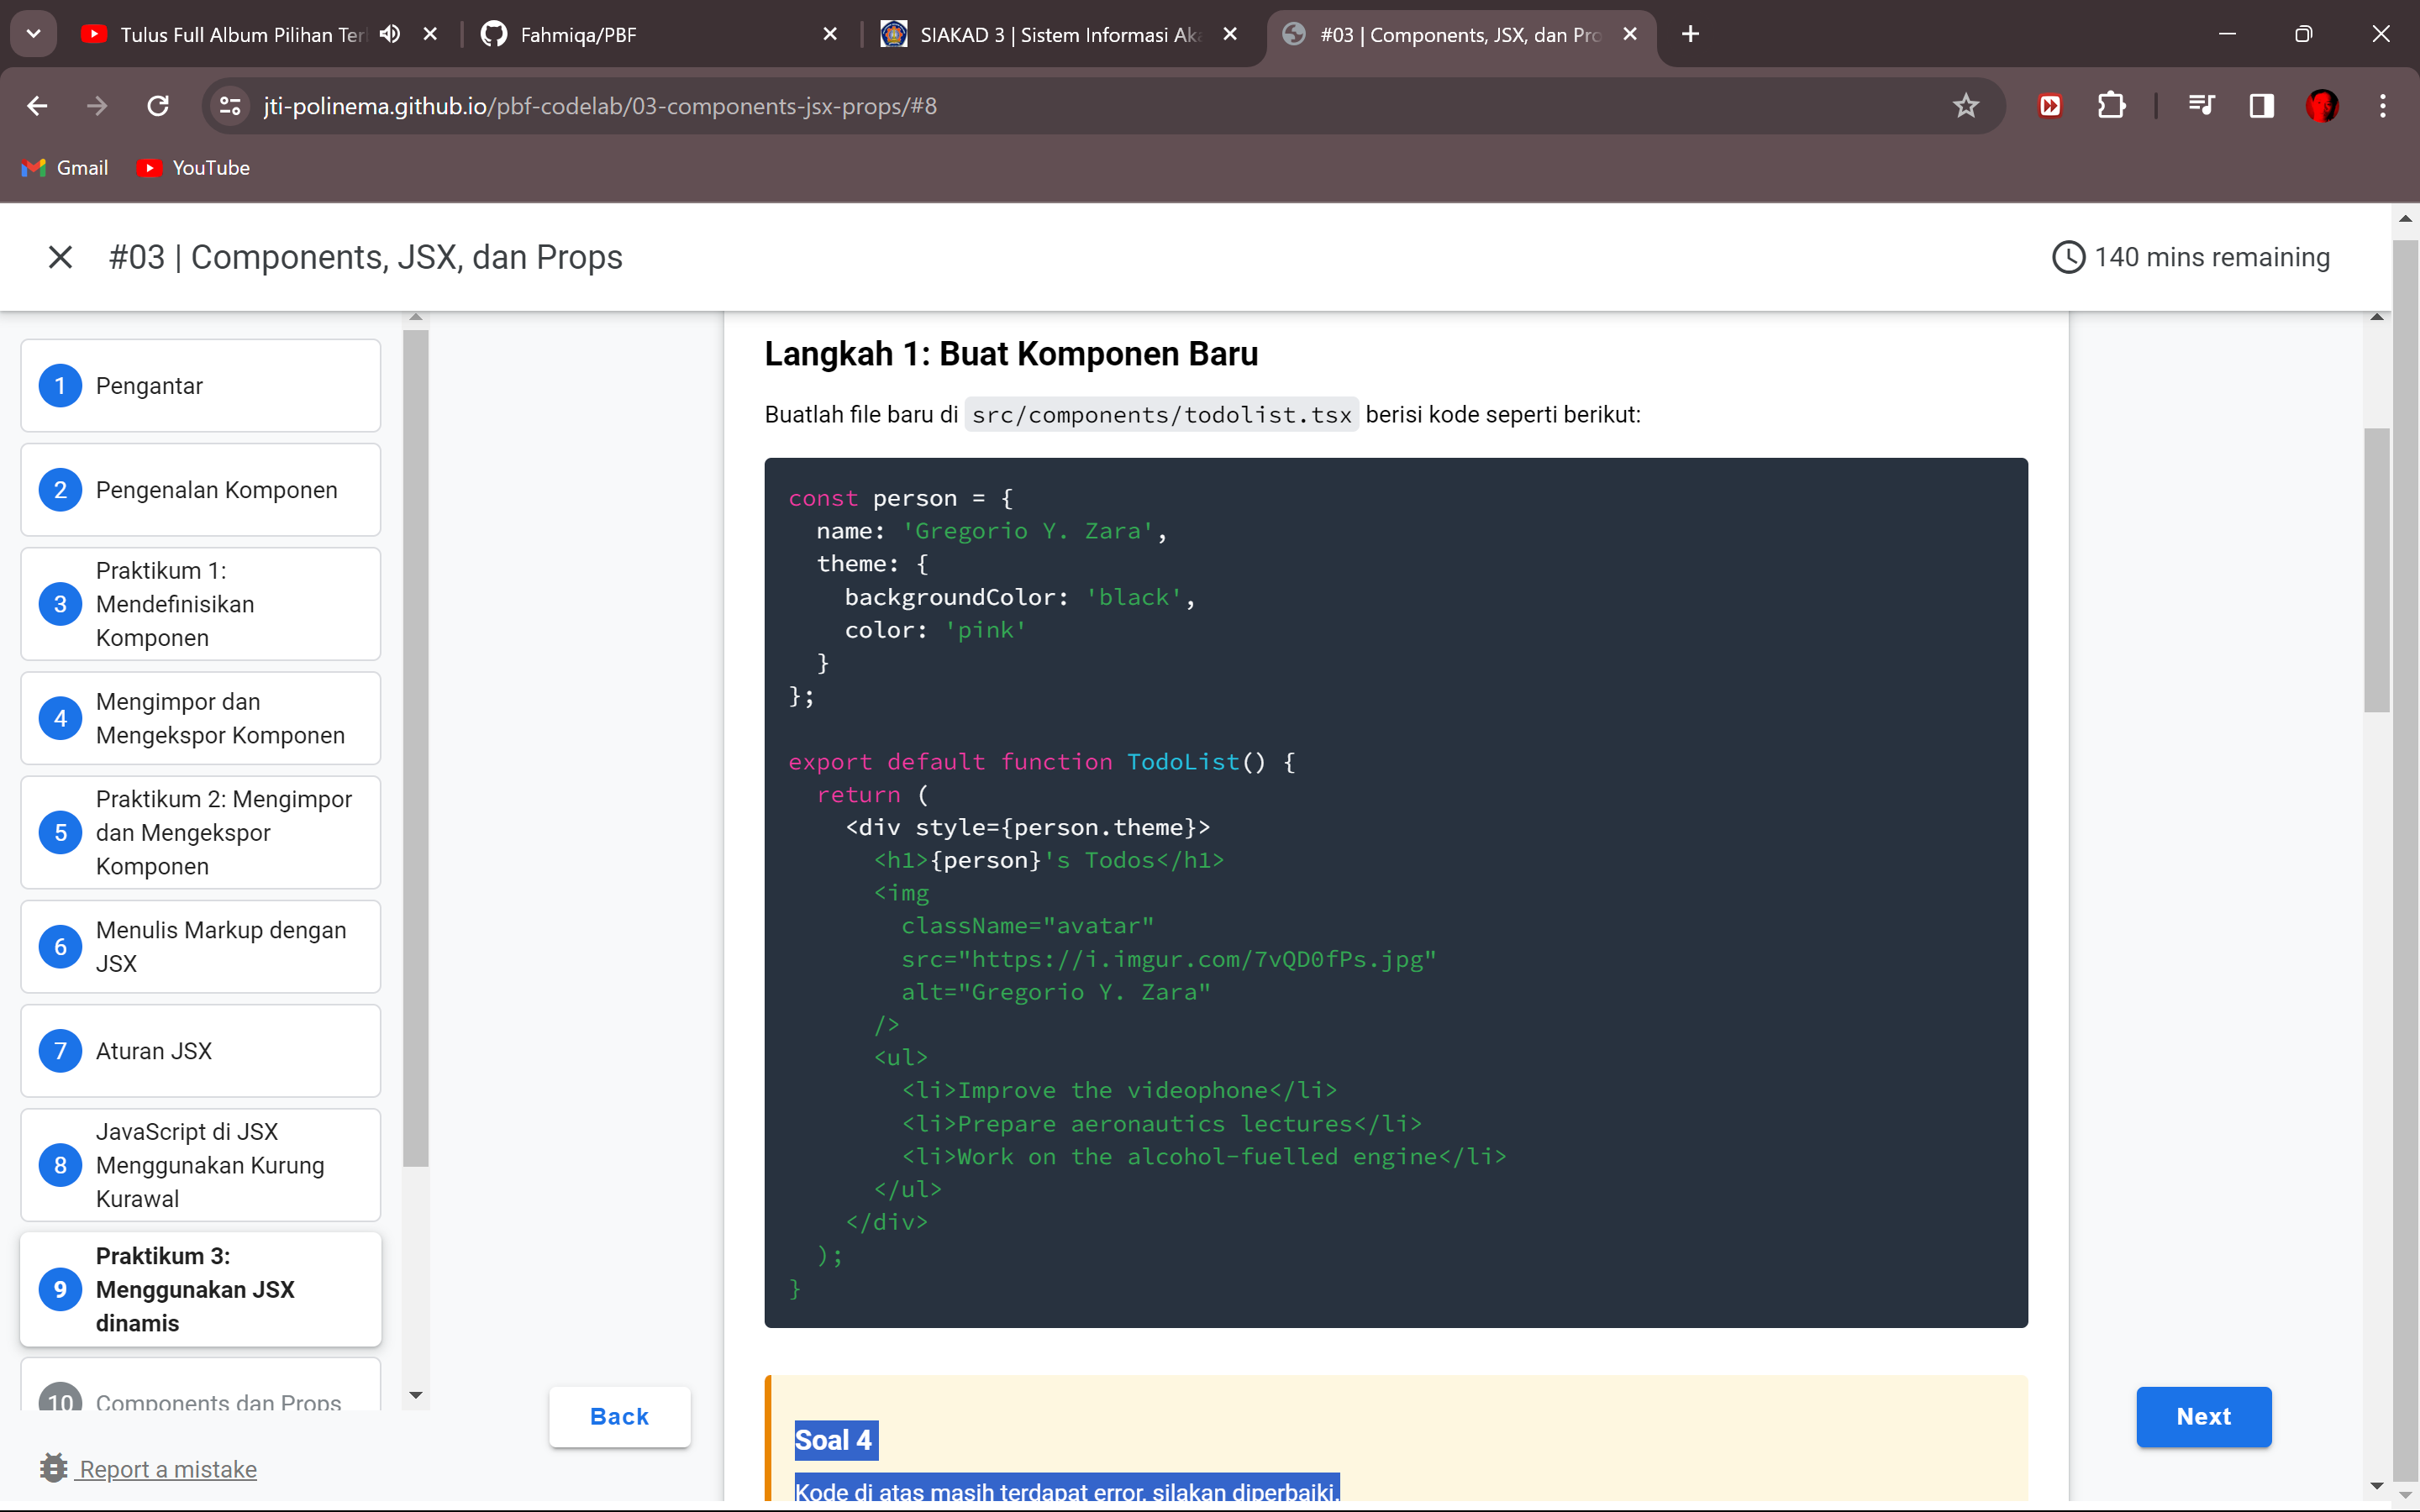 Tulus Full Album Pilihan Ter
Fahmiqa/PBF
SIAKAD 3 | Sistem Informasi Aka
#03 | Components, JSX, dan Pro
jti-polinema.github.io/pbf-codelab/03-components-jsx-props/#8
Gmail
YouTube
#03 | Components, JSX, dan Props
140 mins remaining
1 Pengantar
2 Pengenalan Komponen
3 Praktikum 1:
Mendefinisikan
Komponen
4 Mengimpor dan
Mengekspor Komponen
5 Praktikum 2: Mengimpor
dan Mengekspor
Komponen
6 Menulis Markup dengan
JSX
7 Aturan JSX
8 JavaScript di JSX
Menggunakan Kurung
Kurawal
9 Praktikum 3:
Menggunakan JSX
dinamis
10 Components dan Props
Report a mistake
Langkah 1: Buat Komponen Baru
Buatlah file baru di src/components/todolist.tsx berisi kode seperti berikut:
const person = {
  name: 'Gregorio Y. Zara',
  theme: {
    backgroundColor: 'black',
    color: 'pink'
  }
};
export default function TodoList() {
  return (
    <div style={person.theme}>
      <h1>{person}'s Todos</h1>
      <img
        className="avatar"
        src="https://i.imgur.com/7vQD0fPs.jpg"
        alt="Gregorio Y. Zara"
      />
      <ul>
        <li>Improve the videophone</li>
        <li>Prepare aeronautics lectures</li>
        <li>Work on the alcohol-fuelled engine</li>
      </ul>
    </div>
  );
}
Soal 4
Kode di atas masih terdapat error, silakan diperbaiki.
Back
Next